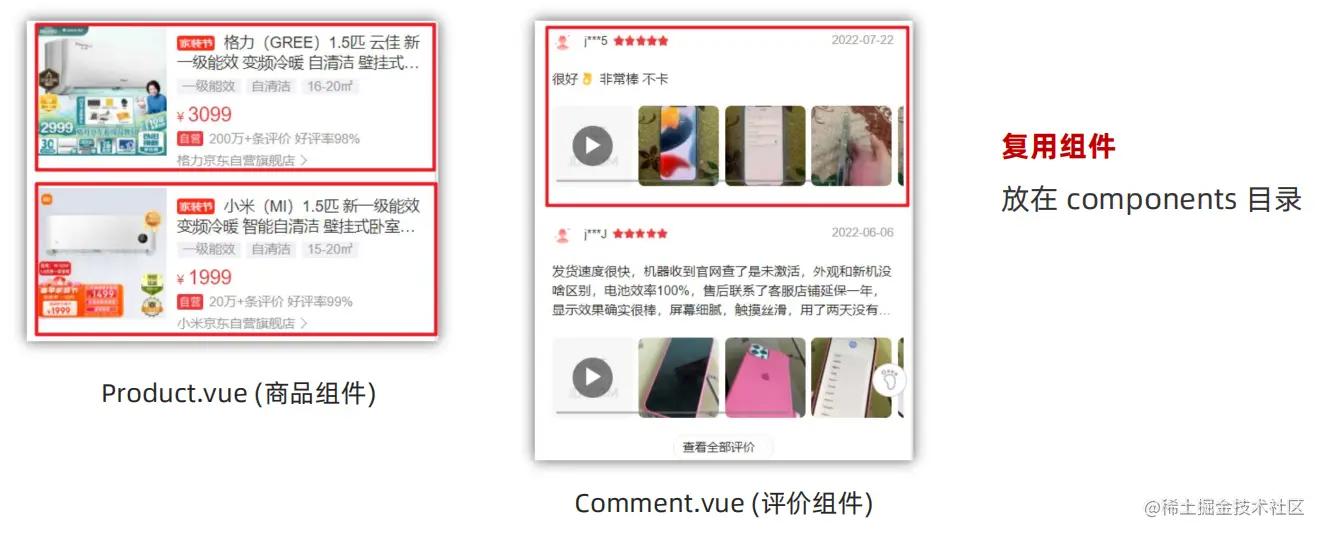 家装节 格力（GREE）1.5匹 云佳 新
一级能效 变频冷暖 自清洁 壁挂式…
一级能效 自清洁 16-20㎡
¥ 3099
自营 200万+条评价 好评率98%
格力京东自营旗舰店 >
2999
家装节 小米（MI）1.5匹 新一级能效
变频冷暖 智能自清洁 壁挂式卧室…
一级能效 自清洁 15-20㎡
¥ 1999
自营 20万+条评价 好评率99%
小米京东自营旗舰店 >
1499
¥1999
Product.vue (商品组件)
j***5 ★★★★★ 2022-07-22
很好👌 非常棒 不卡
j***J ★★★★★ 2022-06-06
发货速度很快，机器收到官网查了是未激活，外观和新机没
啥区别，电池效率100%，售后联系了客服店铺延保一年，
显示效果确实很棒，屏幕细腻，触摸丝滑，用了两天没有…
查看全部评价
Comment.vue (评价组件)
复用组件
放在 components 目录
@稀土掘金技术社区